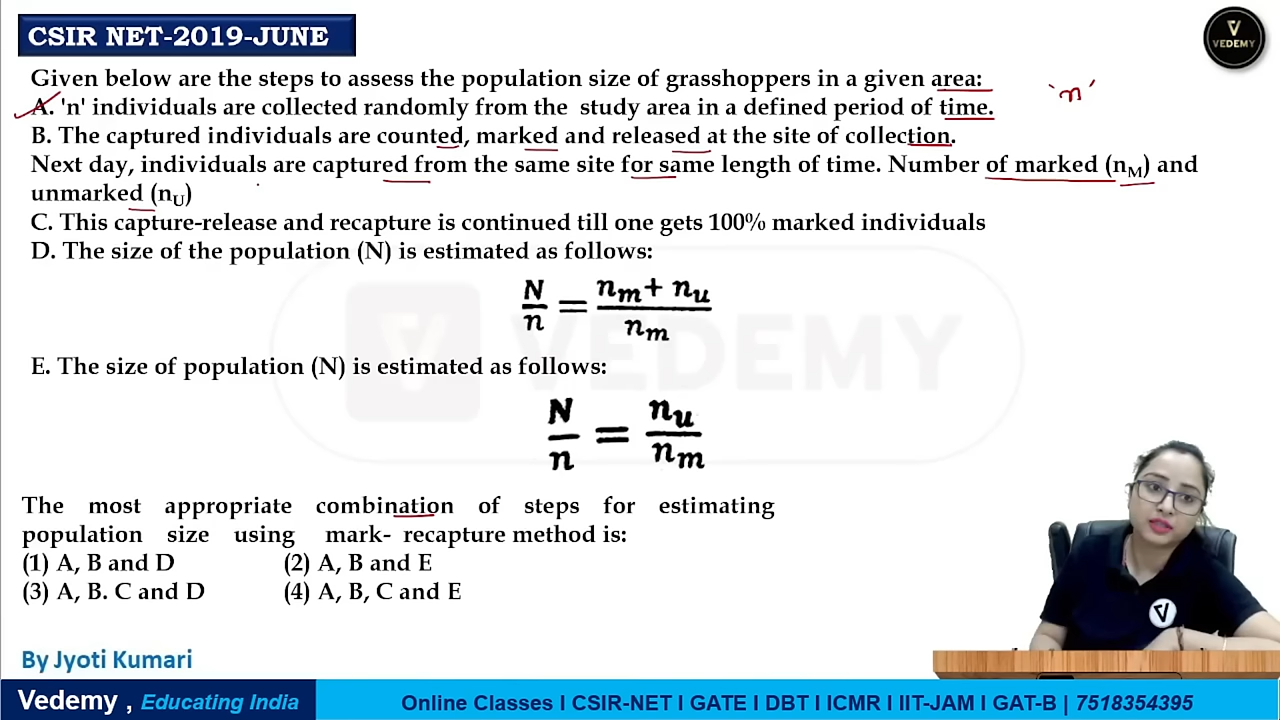 CSIR NET-2019-JUNE
VEDEMY
Given below are the steps to assess the population size of grasshoppers in a given area:
'n'
A. 'n' individuals are collected randomly from the study area in a defined period of time.
B. The captured individuals are counted, marked and released at the site of collection.
Next day, individuals are captured from the same site for same length of time. Number of marked (nM) and
unmarked (nU)
C. This capture-release and recapture is continued till one gets 100% marked individuals
D. The size of the population (N) is estimated as follows:
N/n = (nm + nu)/nm
VEDEMY
E. The size of population (N) is estimated as follows:
N/n = nu/nm
The most appropriate combination of steps for estimating
population size using mark- recapture method is:
(1) A, B and D (2) A, B and E
(3) A, B. C and D (4) A, B, C and E
By Jyoti Kumari
Vedemy , Educating India Online Classes I CSIR-NET I GATE I DBT I ICMR I IIT-JAM I GAT-B | 7518354395